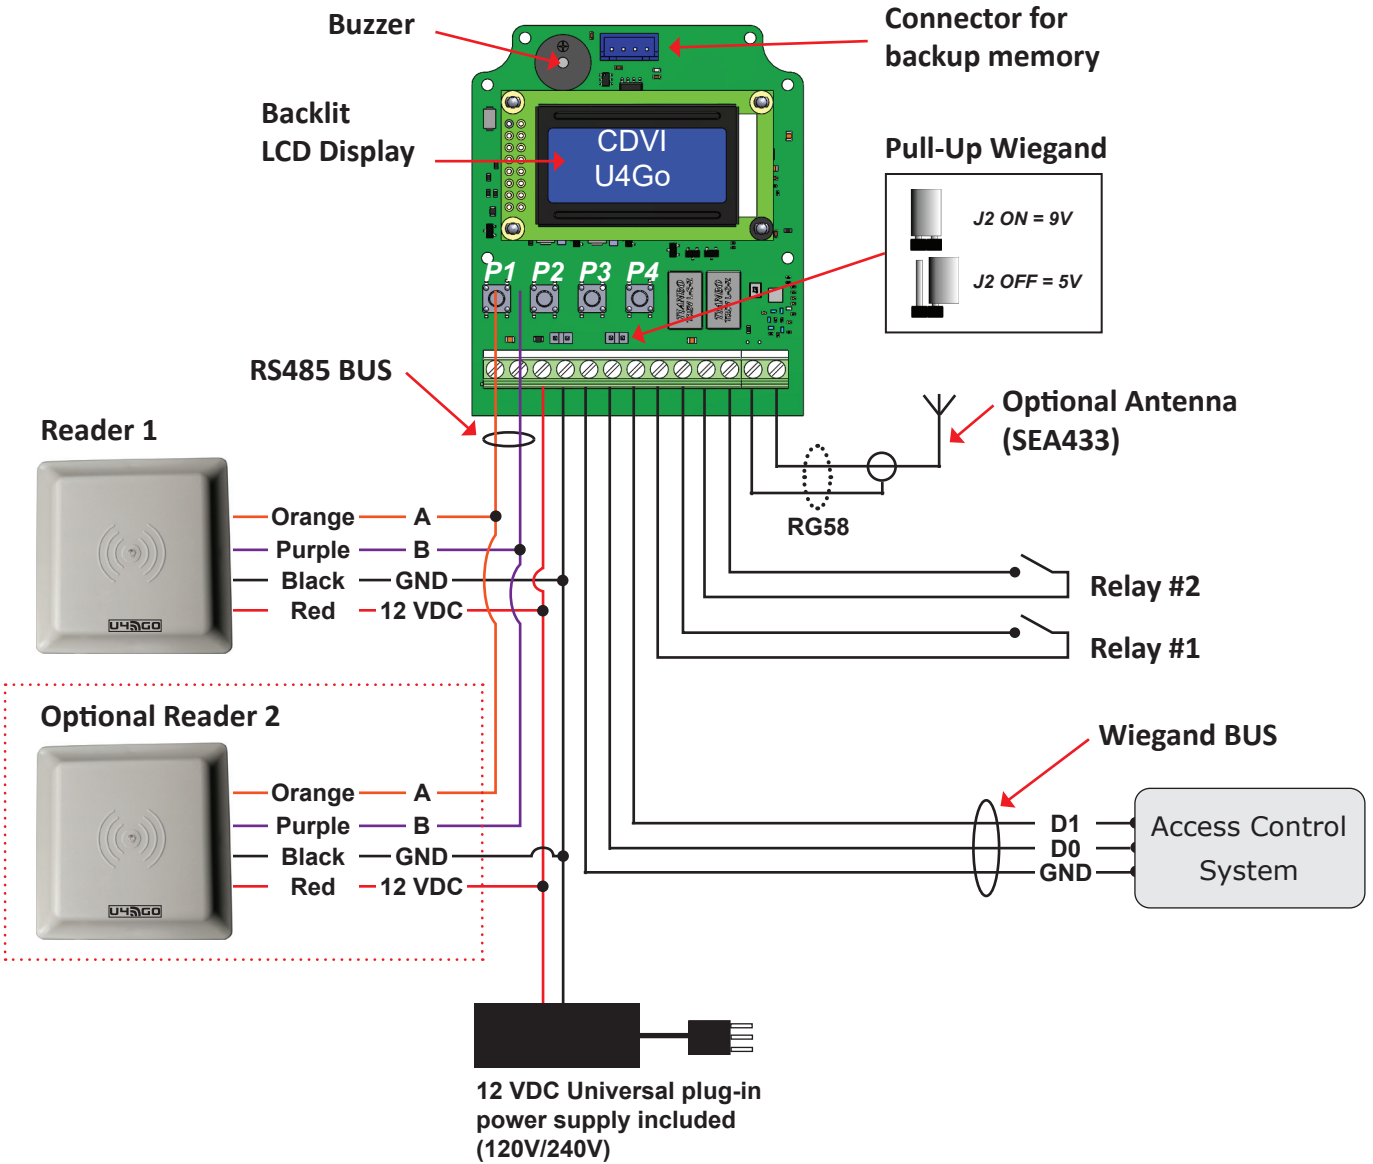 Buzzer
Connector for
backup memory
Backlit
LCD Display
CDVI
U4Go
Pull-Up Wiegand
J2 ON = 9V
J2 OFF = 5V
P1 P2 P3 P4
TIANBO
TIANBO
RS485 BUS
Optional Antenna
(SEA433)
RG58
Reader 1
Orange A
Purple B
Black GND
Red 12 VDC
U4GO
Relay #2
Relay #1
Optional Reader 2
Orange A
Purple B
Black GND
Red 12 VDC
U4GO
Wiegand BUS
D1
D0
GND
Access Control
System
12 VDC Universal plug-in
power supply included
(120V/240V)